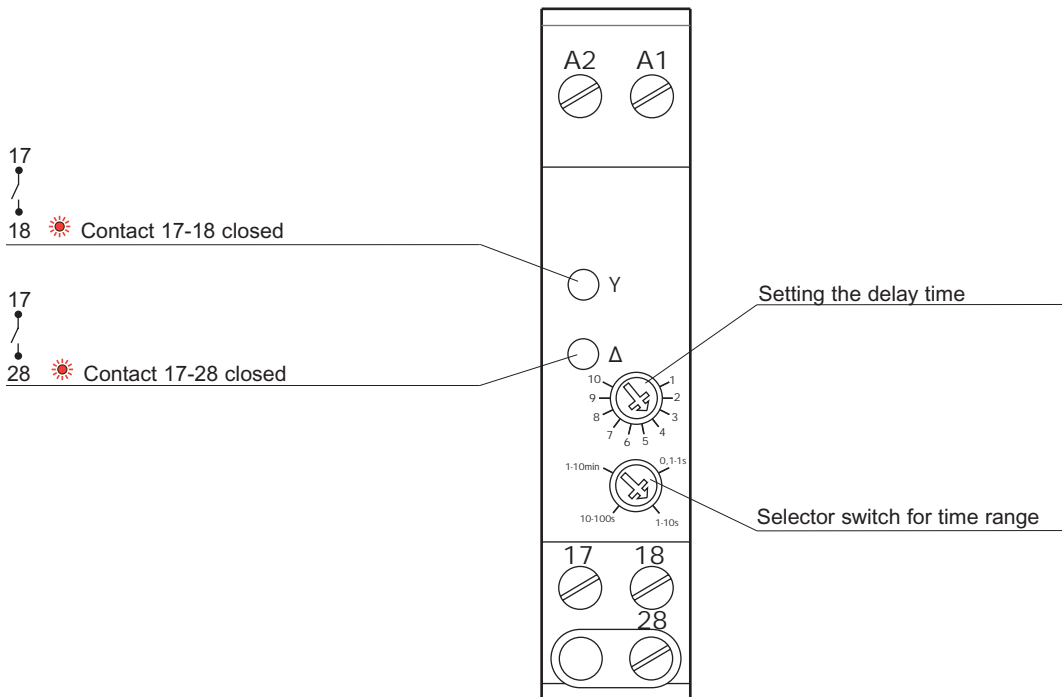 A2 A1
17
18 Contact 17-18 closed
Y
17
28 Contact 17-28 closed
Δ
Setting the delay time
10 1
9 2
8 3
7 6 5 4
1-10min 0,1-1s
10-100s 1-10s
Selector switch for time range
17 18
28